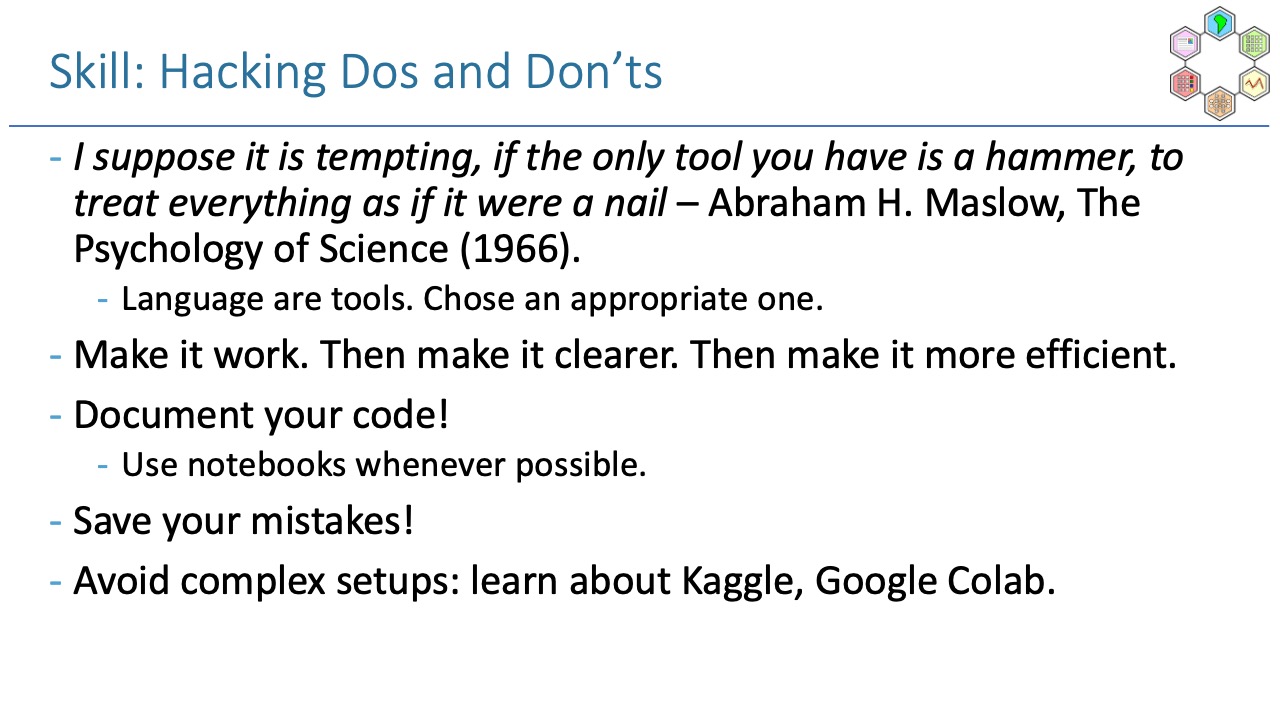 Skill: Hacking Dos and Don’ts
- I suppose it is tempting, if the only tool you have is a hammer, to
treat everything as if it were a nail – Abraham H. Maslow, The
Psychology of Science (1966).
- Language are tools. Chose an appropriate one.
- Make it work. Then make it clearer. Then make it more efficient.
- Document your code!
- Use notebooks whenever possible.
- Save your mistakes!
- Avoid complex setups: learn about Kaggle, Google Colab.